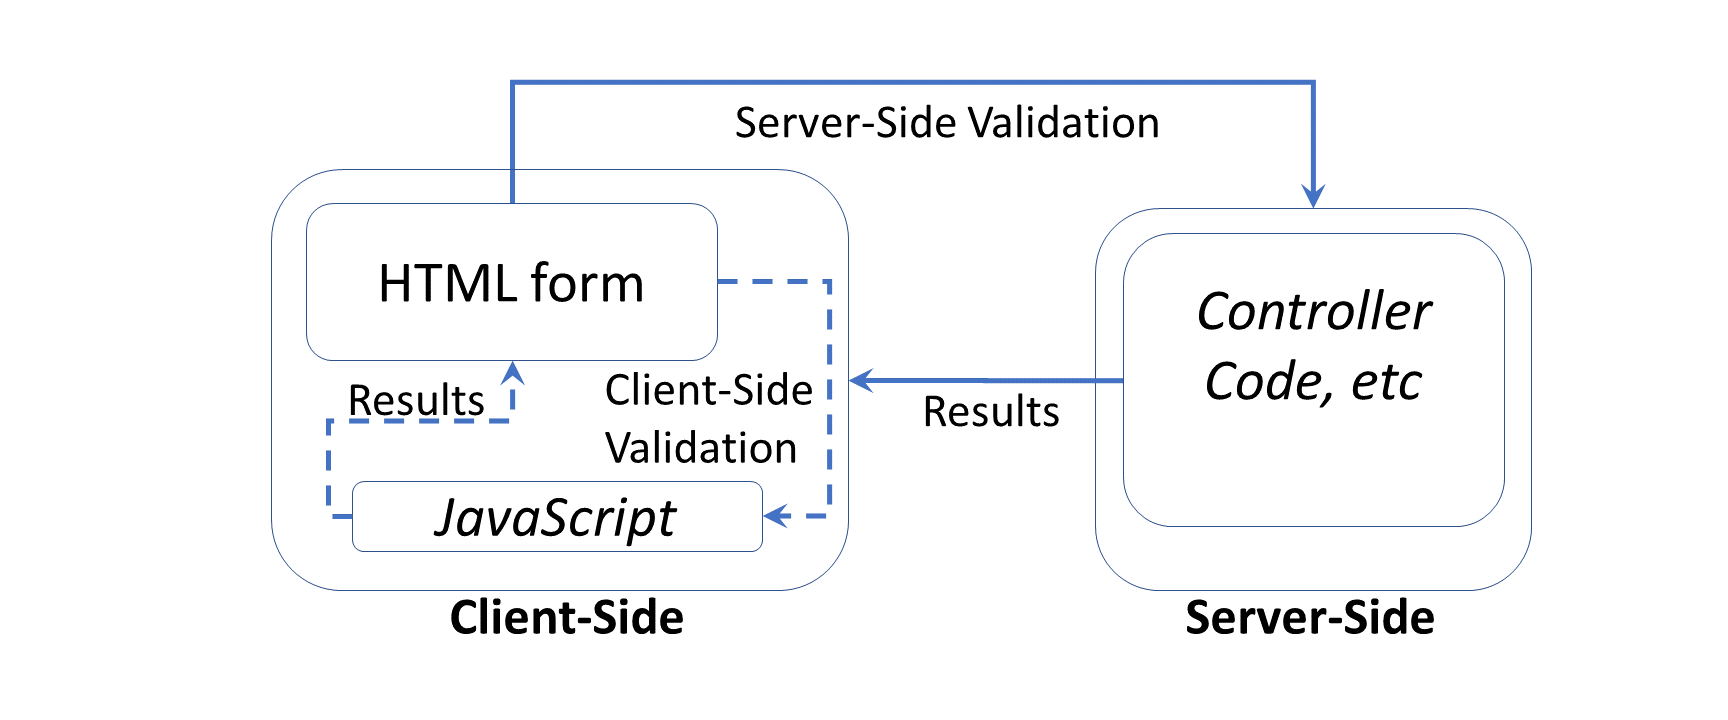 Server-Side Validation
HTML form
Controller
Code, etc
Results
Client-Side
Validation
Results
JavaScript
Client-Side
Server-Side